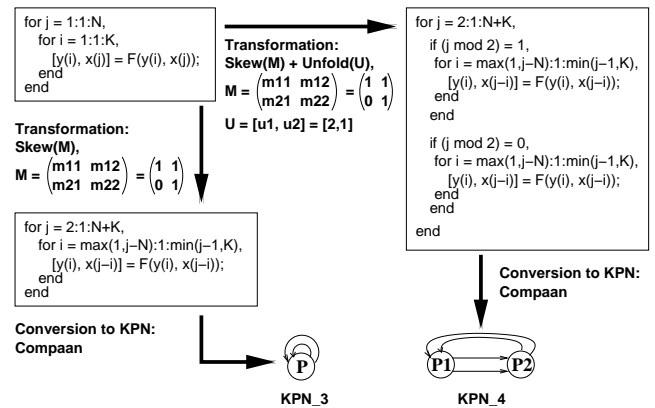 for j = 1:1:N,
for i = 1:1:K,
[y(i), x(j)] = F(y(i), x(j));
end
end
Transformation:
Skew(M) + Unfold(U),
M = (m11 m12
m21 m22) = (1 1
0 1)
U = [u1, u2] = [2,1]
for j = 2:1:N+K,
if (j mod 2) = 1,
for i = max(1,j−N):1:min(j−1,K),
[y(i), x(j−i)] = F(y(i), x(j−i));
end
end
if (j mod 2) = 0,
for i = max(1,j−N):1:min(j−1,K),
[y(i), x(j−i)] = F(y(i), x(j−i));
end
end
end
Transformation:
Skew(M),
M = (m11 m12
m21 m22) = (1 1
0 1)
for j = 2:1:N+K,
for i = max(1,j−N):1:min(j−1,K),
[y(i), x(j−i)] = F(y(i), x(j−i));
end
end
Conversion to KPN:
Compaan
Conversion to KPN:
Compaan
P
KPN_3
P1
P2
KPN_4